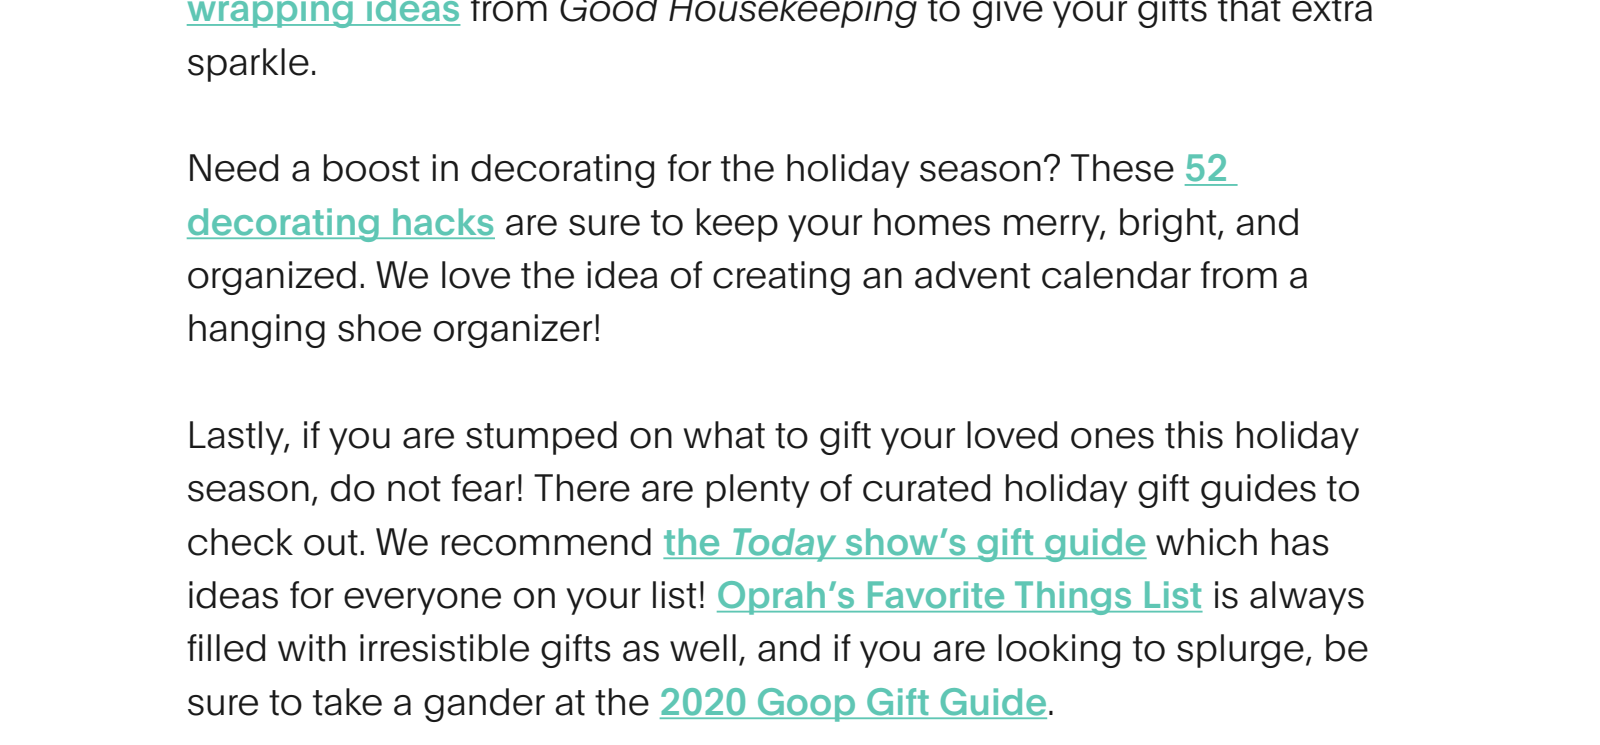 wrapping ideas from Good Housekeeping to give your gifts that extra
sparkle.
Need a boost in decorating for the holiday season? These 52
decorating hacks are sure to keep your homes merry, bright, and
organized. We love the idea of creating an advent calendar from a
hanging shoe organizer!
Lastly, if you are stumped on what to gift your loved ones this holiday
season, do not fear! There are plenty of curated holiday gift guides to
check out. We recommend the Today show’s gift guide which has
ideas for everyone on your list! Oprah’s Favorite Things List is always
filled with irresistible gifts as well, and if you are looking to splurge, be
sure to take a gander at the 2020 Goop Gift Guide.